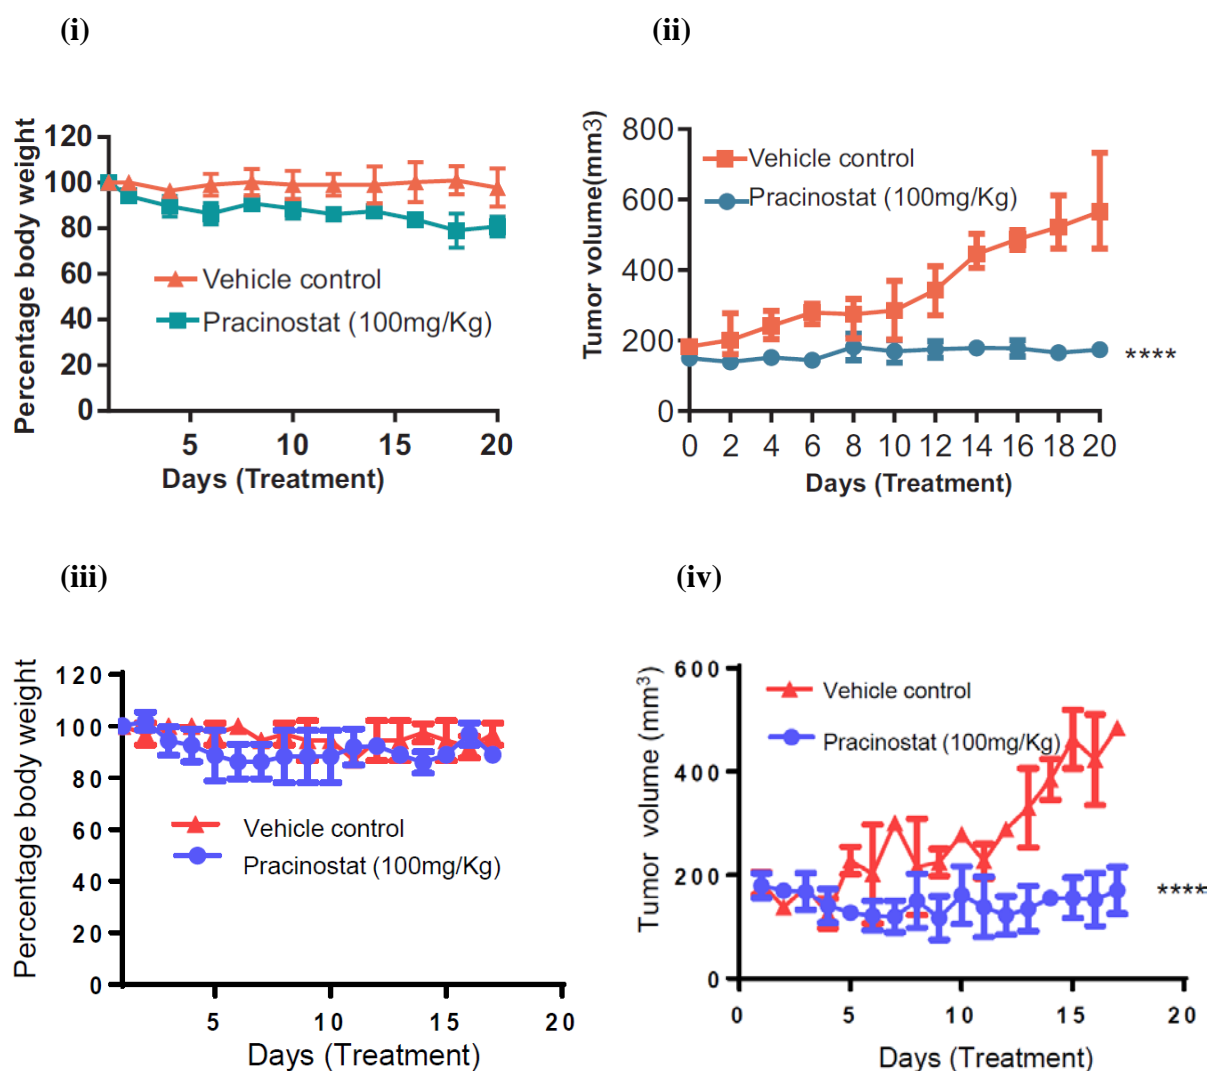 (i)
Percentage body weight
120
100
80
60
40
20
0
Vehicle control
Pracinostat (100mg/Kg)
5
10
15
20
Days (Treatment)
(ii)
Tumor volume(mm3)
800
600
400
200
0
Vehicle control
Pracinostat (100mg/Kg)
****
0 2 4 6 8 10 12 14 16 18 20
Days (Treatment)
(iii)
Percentage body weight
120
100
80
60
40
20
0
Vehicle control
Pracinostat (100mg/Kg)
5
10
15
20
Days (Treatment)
(iv)
Tumor volume (mm³)
600
400
200
0
Vehicle control
Pracinostat (100mg/Kg)
****
0
5
10
15
20
Days (Treatment)